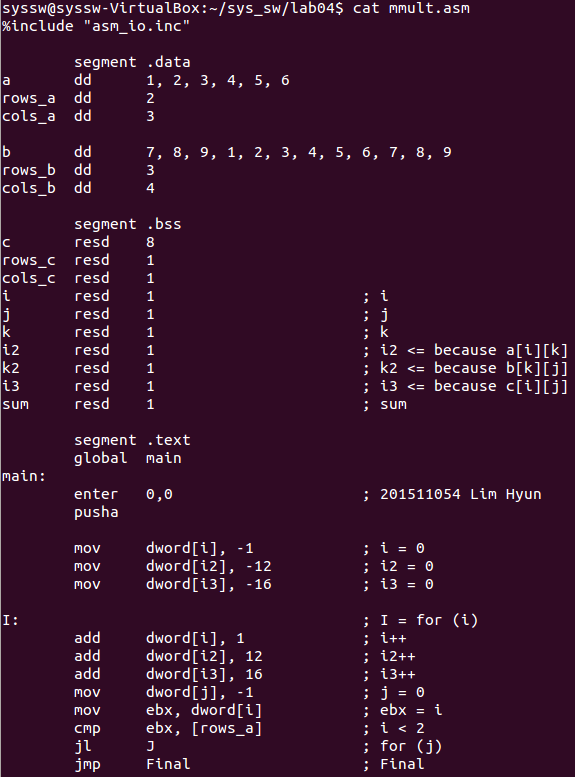 syssw@syssw-VirtualBox:~/sys_sw/lab04$ cat mmult.asm
%include "asm_io.inc"
segment .data
a dd 1, 2, 3, 4, 5, 6
rows_a dd 2
cols_a dd 3
b dd 7, 8, 9, 1, 2, 3, 4, 5, 6, 7, 8, 9
rows_b dd 3
cols_b dd 4
segment .bss
c resd 8
rows_c resd 1
cols_c resd 1
i resd 1 ; i
j resd 1 ; j
k resd 1 ; k
i2 resd 1 ; i2 <= because a[i][k]
k2 resd 1 ; k2 <= because b[k][j]
i3 resd 1 ; i3 <= because c[i][j]
sum resd 1 ; sum
segment .text
global main
main:
enter 0,0 ; 201511054 Lim Hyun
pusha
mov dword[i], -1 ; i = 0
mov dword[i2], -12 ; i2 = 0
mov dword[i3], -16 ; i3 = 0
I: ; I = for (i)
add dword[i], 1 ; i++
add dword[i2], 12 ; i2++
add dword[i3], 16 ; i3++
mov dword[j], -1 ; j = 0
mov ebx, dword[i] ; ebx = i
cmp ebx, [rows_a] ; i < 2
jl J ; for (j)
jmp Final ; Final